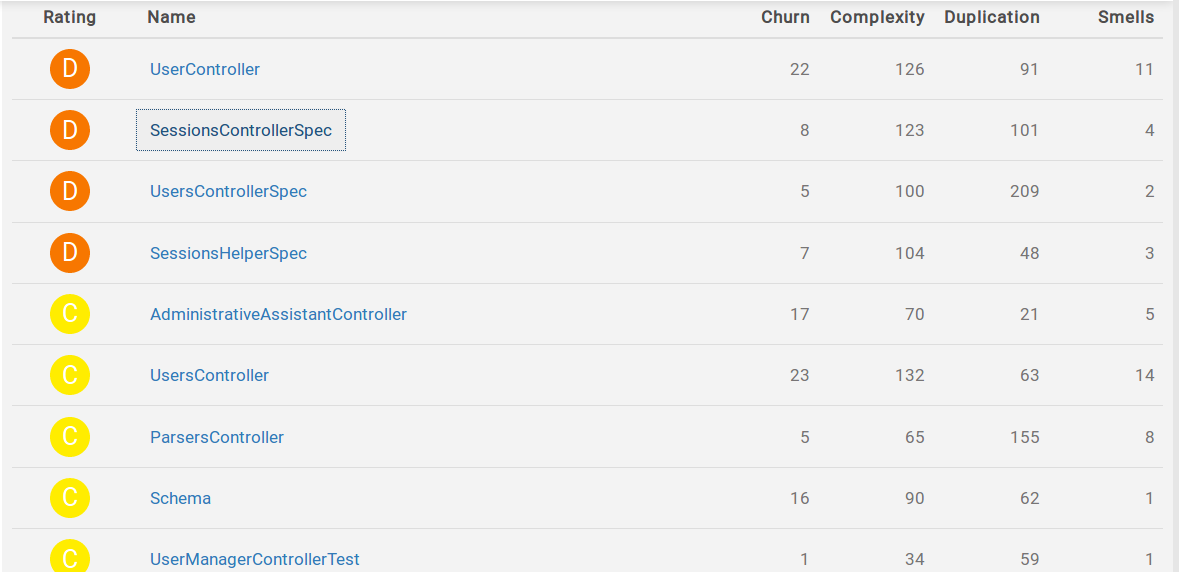 Rating Name Churn Complexity Duplication Smells
D UserController 22 126 91 11
D SessionsControllerSpec 8 123 101 4
D UsersControllerSpec 5 100 209 2
D SessionsHelperSpec 7 104 48 3
C AdministrativeAssistantController 17 70 21 5
C UsersController 23 132 63 14
C ParsersController 5 65 155 8
C Schema 16 90 62 1
C UserManagerControllerTest 1 34 59 1